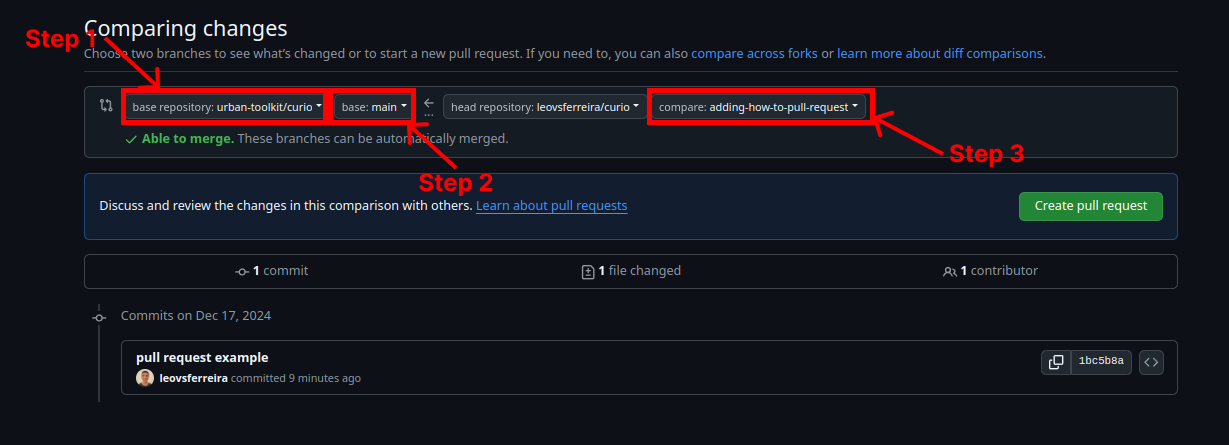 Comparing changes
Step 1
Choose two branches to see what's changed or to start a new pull request. If you need to, you can also compare across forks or learn more about diff comparisons.
base repository: urban-toolkit/curio base: main head repository: leovsferreira/curio compare: adding-how-to-pull-request
Able to merge. These branches can be automatically merged.
Step 3
Step 2
Discuss and review the changes in this comparison with others. Learn about pull requests
Create pull request
1 commit 1 file changed 1 contributor
Commits on Dec 17, 2024
pull request example
1bc5b8a
leovsferreira committed 9 minutes ago